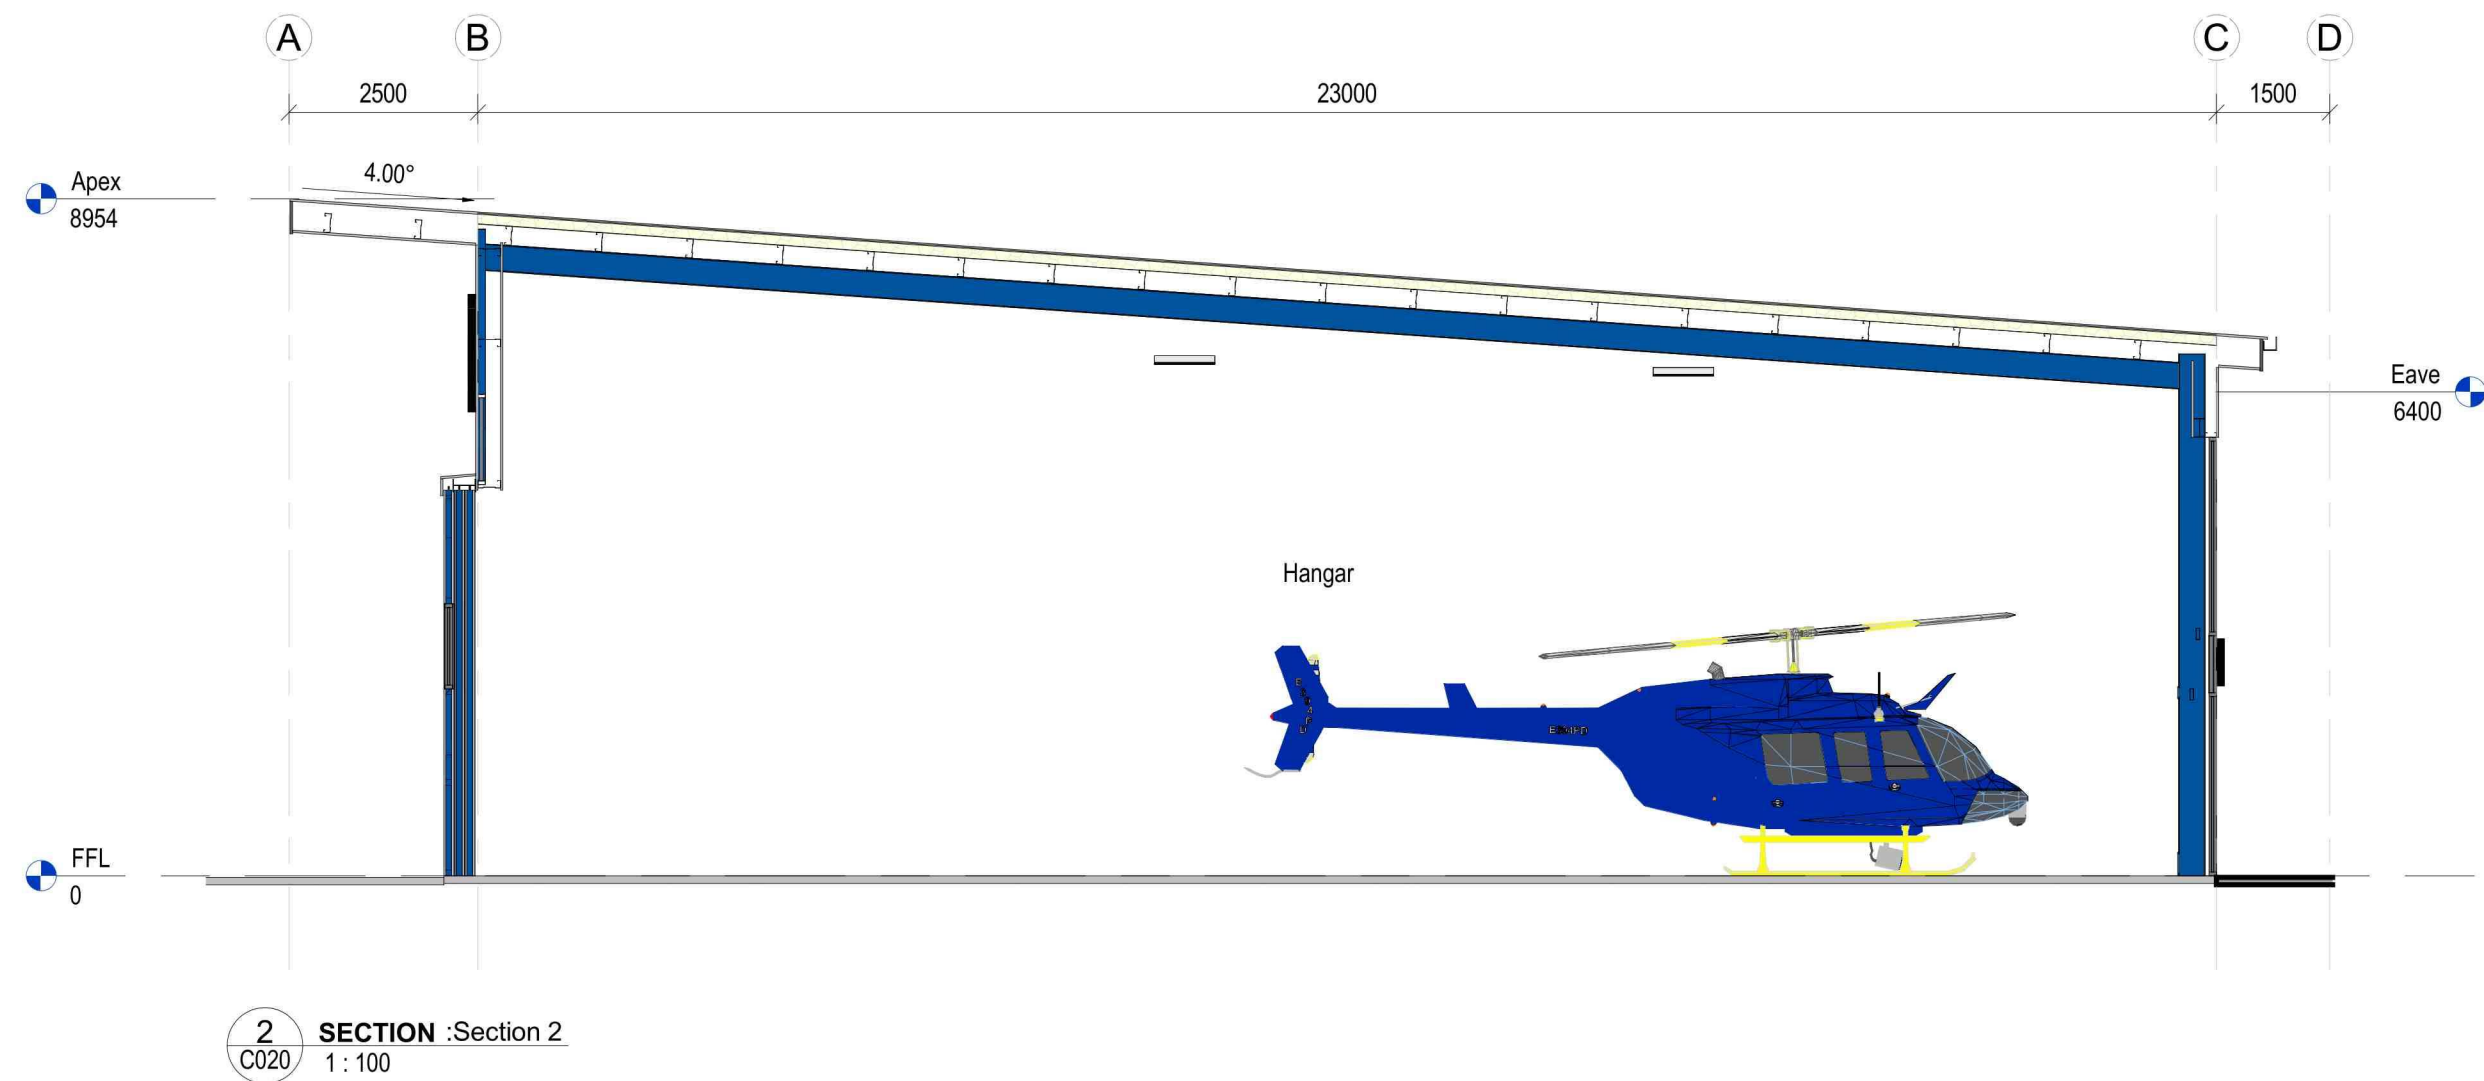 A B C D
2500 23000 1500
4.00°
Apex
8954
Eave
6400
Hangar
FFL
0
2 SECTION :Section 2
C020 1 : 100